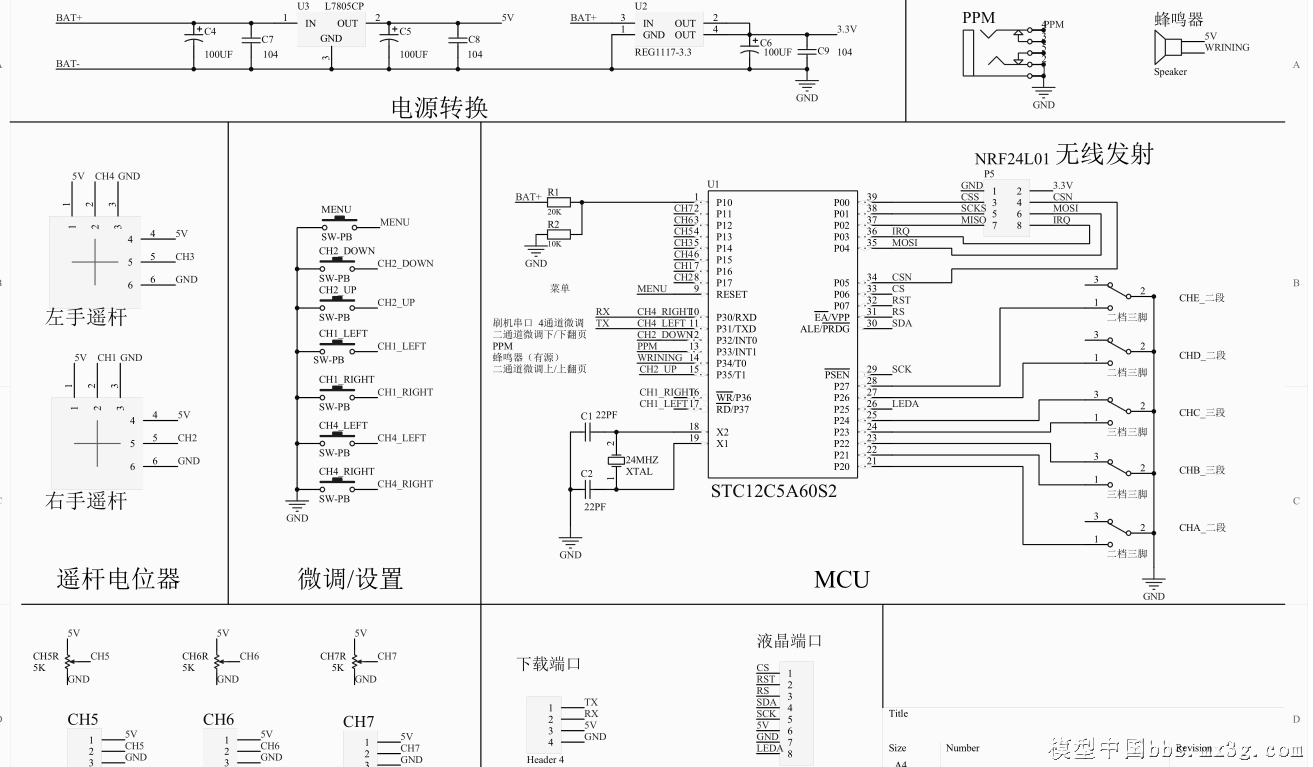 BAT+
1
IN
OUT
2
5V
U3
L7805CP
GND
3
C4
100UF
C7
104
C5
100UF
C8
104
BAT-
BAT+
U2
3
IN
OUT
2
1
GND
OUT
4
REG1117-3.3
3.3V
C6
100UF
C9
104
GND
电源转换
PPM
PPM
GND
蜂鸣器
5V
WRINING
Speaker
A
5V CH4 GND
1 2 3
1 2 3
4 4 5V
5 5 CH3
6 6 GND
左手遥杆
5V CH1 GND
1 2 3
1 2 3
4 4 5V
5 5 CH2
6 6 GND
右手遥杆
遥杆电位器
MENU
MENU
SW-PB
CH2_DOWN
CH2_DOWN
SW-PB
CH2_UP
CH2_UP
SW-PB
CH1_LEFT
CH1_LEFT
SW-PB
CH1_RIGHT
CH1_RIGHT
SW-PB
CH4_LEFT
CH4_LEFT
SW-PB
CH4_RIGHT
CH4_RIGHT
SW-PB
GND
微调/设置
NRF24L01 无线发射
P5
GND 1 2 3.3V
CSS 3 4 CSN
SCKS 5 6 MOSI
MISO 7 8 IRQ
BAT+ R1
20K
R2
10K
GND
U1
1 P10
CH7 2 P11
CH6 3 P12
CH5 4 P13
CH3 5 P14
CH4 6 P15
CH1 7 P16
CH2 8 P17
菜单 MENU 9 RESET
RX CH4_RIGHT 10 P30/RXD
刷机串口 4通道微调 TX CH4_LEFT 11 P31/TXD
二通道微调下/下翻页 CH2_DOWN 12 P32/INT0
PPM PPM 13 P33/INT1
蜂鸣器（有源） WRINING 14 P34/T0
二通道微调上/上翻页 CH2_UP 15 P35/T1
CH1_RIGHT 16 WR/P36
CH1_LEFT 17 RD/P37
18 X2
19 X1
C1 22PF
2
24MHZ
XTAL
1
C2
22PF
GND
P00 39
P01 38
P02 37
P03 36 IRQ
P04 35 MOSI
P05 34 CSN
P06 33 CS
P07 32 RST
EA/VPP 31 RS
ALE/PRDG 30 SDA
PSEN 29 SCK
P27 28
P26 27
P25 26 LEDA
P24 25
P23 24
P22 23
P21 22
P20 21
STC12C5A60S2
MCU
3 2 1 CHE_二段
二档三脚
3 2 1 CHD_二段
二档三脚
3 2 1 CHC_三段
三档三脚
3 2 1 CHB_三段
三档三脚
3 2 1 CHA_二段
二档三脚
GND
B
C
5V
CH5R CH5
5K
GND
5V
CH6R CH6
5K
GND
5V
CH7R CH7
5K
GND
CH5
1 5V
2 CH5
3 GND
CH6
1 5V
2 CH6
3 GND
CH7
1 5V
2 CH7
3 GND
下载端口
1 TX
2 RX
3 5V
4 GND
Header 4
液晶端口
CS 1
RST 2
RS 3
SDA 4
SCK 5
5V 6
GND 7
LEDA 8
Title
Size
A4
Number
Revision
D
模型中国bbs.mx3g.com